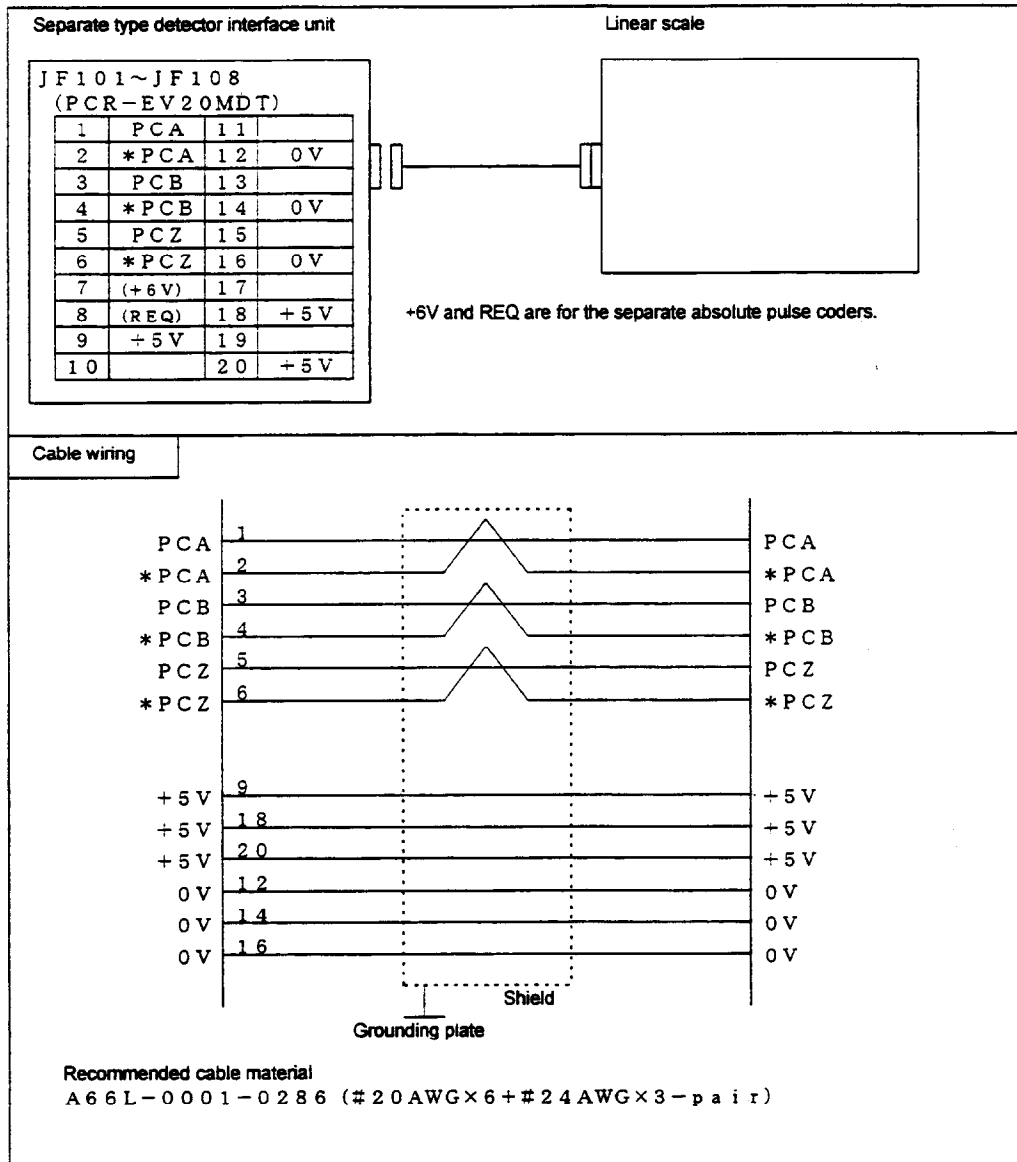 Separate type detector interface unit
Linear scale
JF101~JF108
(PCR-EV20MDT)
1 PCA 11
2 *PCA 12 0V
3 PCB 13
4 *PCB 14 0V
5 PCZ 15
6 *PCZ 16 0V
7 (+6V) 17
8 (REQ) 18 +5V
9 +5V 19
10 20 +5V
+6V and REQ are for the separate absolute pulse coders.
Cable wiring
PCA 1 PCA
*PCA 2 *PCA
PCB 3 PCB
*PCB 4 *PCB
PCZ 5 PCZ
*PCZ 6 *PCZ
+5V 9 +5V
+5V 18 +5V
+5V 20 +5V
0V 12 0V
0V 14 0V
0V 16 0V
Shield
Grounding plate
Recommended cable material
A66L-0001-0286 (#20AWG×6+#24AWG×3-pair)